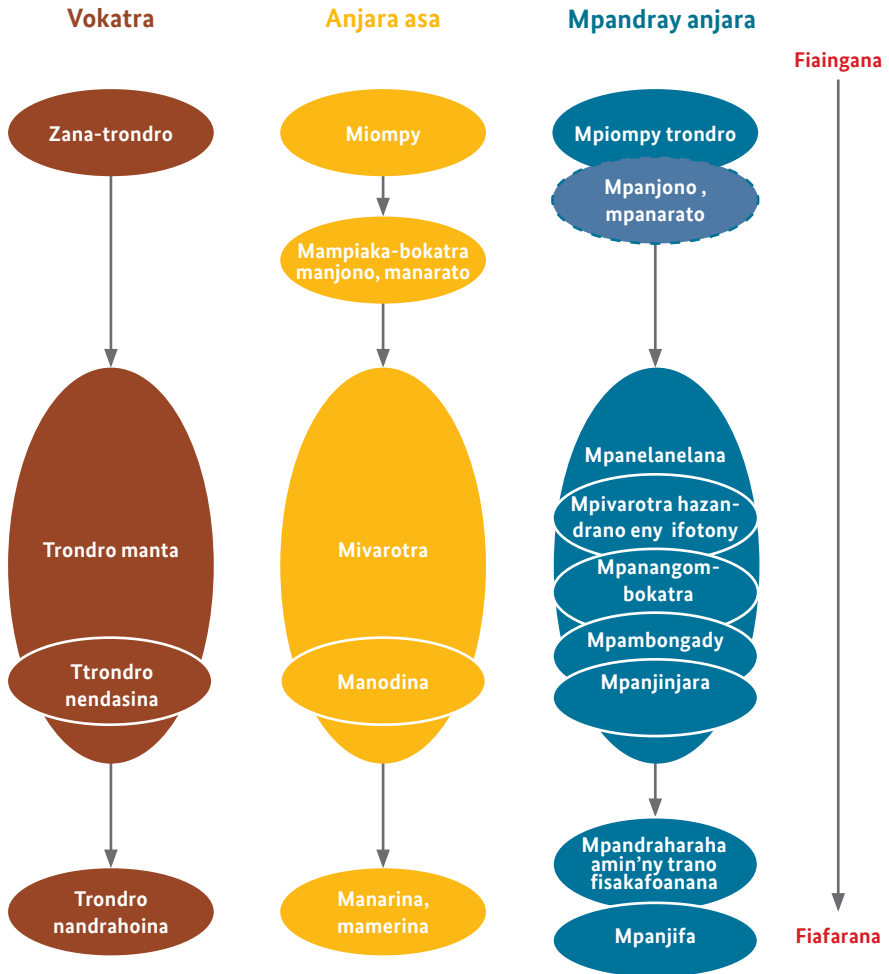 Vokatra
Anjara asa
Mpandray anjara
Fiaingana
Zana-trondro
Miompy
Mpiompy trondro
Mpanjono ,
mpanarato
Mampiaka-bokatra
manjono, manarato
Trondro manta
Mivarotra
Mpanelanelana
Mpivarotra hazan-
drano eny ifotony
Mpanangom-
bokatra
Mpambongady
Ttrondro
nendasina
Manodina
Mpanjinjara
Mpandraharaha
amin’ny trano
fisakafoanana
Trondro
nandrahoina
Manarina,
mamerina
Mpanjifa
Fiafarana